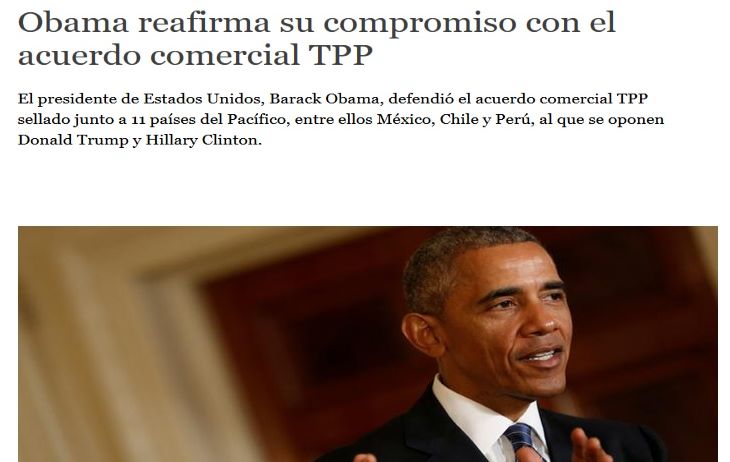 Obama reafirma su compromiso con el
acuerdo comercial TPP
El presidente de Estados Unidos, Barack Obama, defendió el acuerdo comercial TPP
sellado junto a 11 países del Pacífico, entre ellos México, Chile y Perú, al que se oponen
Donald Trump y Hillary Clinton.